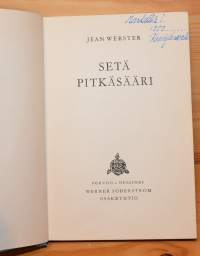 JEAN WEBSTER
SETÄ
PITKÄSÄÄRI
PORVOO • HELSINKI
WERNER SÖDERSTRÖM
OSAKEYHTIÖ